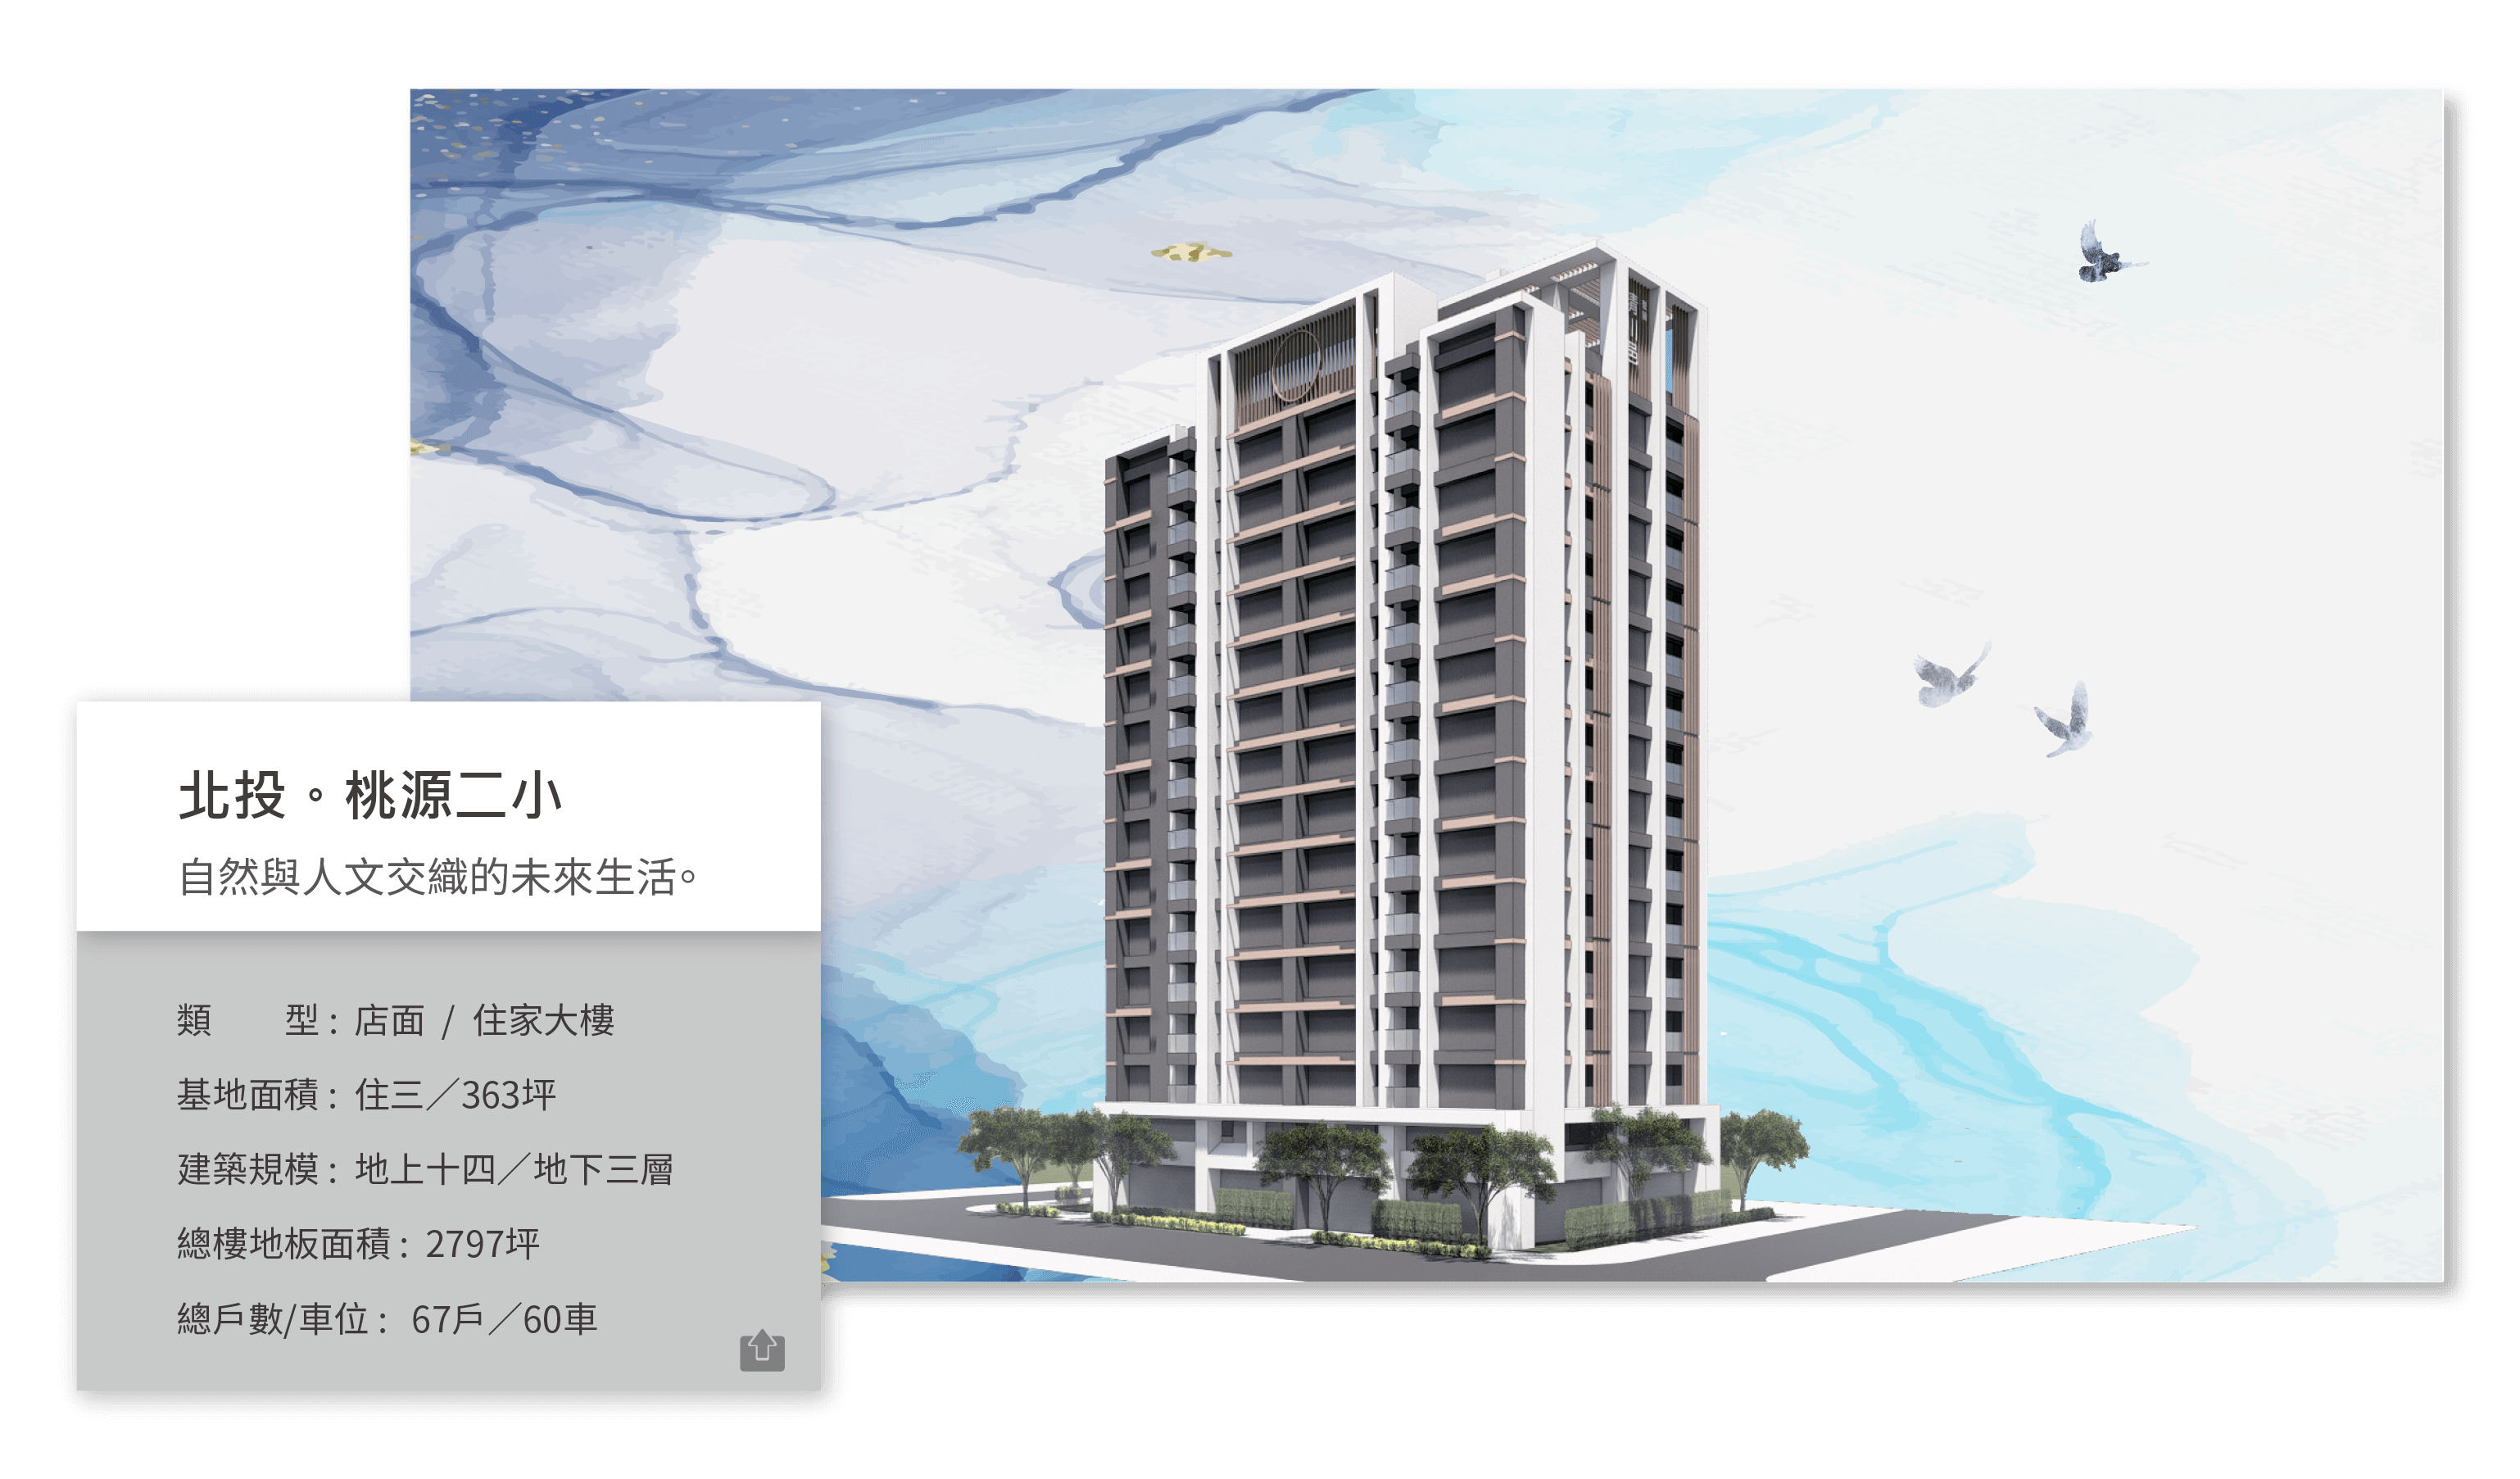 北投。桃源二小
自然與人文交織的未來生活。
類　　型： 店面 / 住家大樓
基地面積： 住三／363坪
建築規模： 地上十四／地下三層
總樓地板面積： 2797坪
總戶數/車位： 67戶／60車